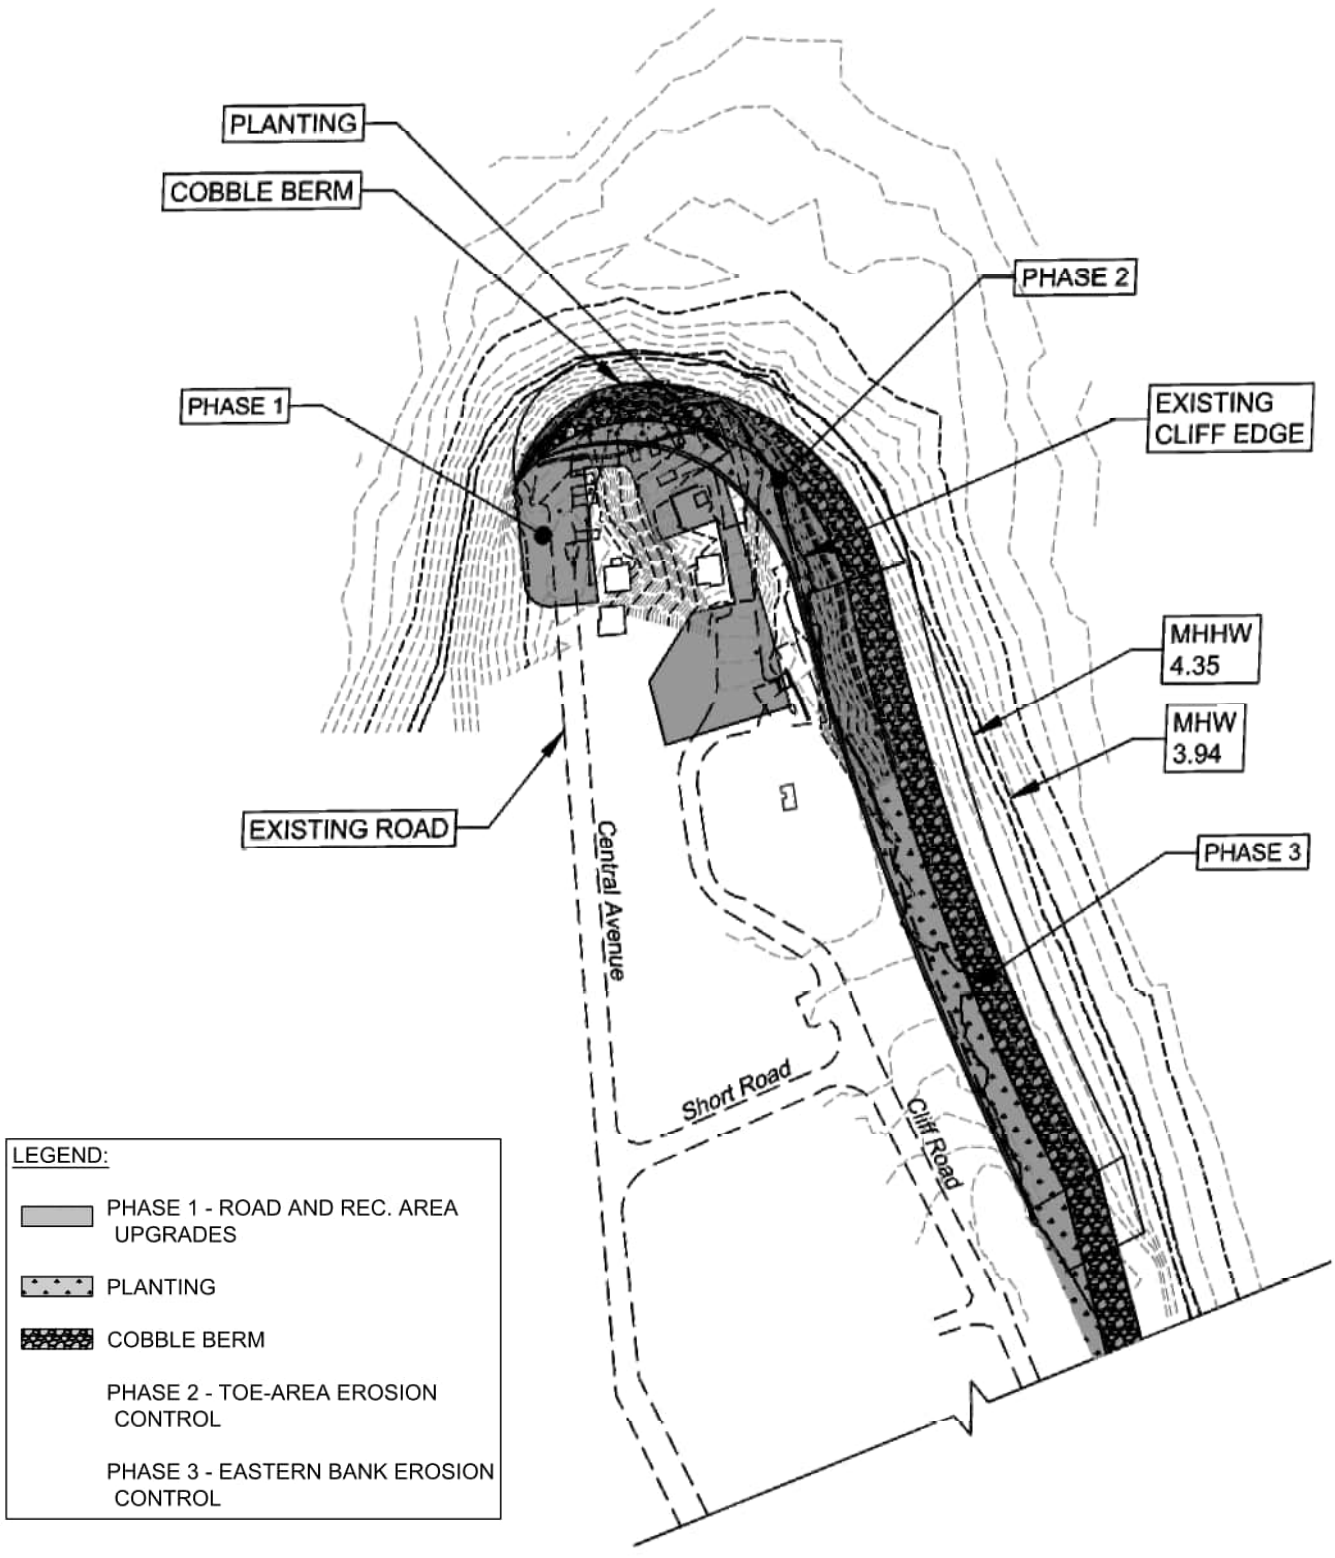 PLANTING
COBBLE BERM
PHASE 2
PHASE 1
EXISTING
CLIFF EDGE
MHHW
4.35
MHW
3.94
EXISTING ROAD
PHASE 3
Central Avenue
Short Road
Cliff Road
LEGEND:
PHASE 1 - ROAD AND REC. AREA
UPGRADES
PLANTING
COBBLE BERM
PHASE 2 - TOE-AREA EROSION
CONTROL
PHASE 3 - EASTERN BANK EROSION
CONTROL